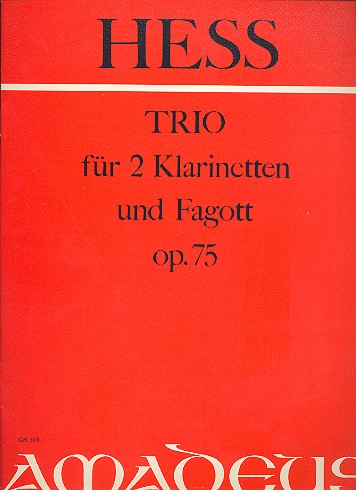 HESS
TRIO
für 2 Klarinetten
und Fagott
op. 75
AMADEUS